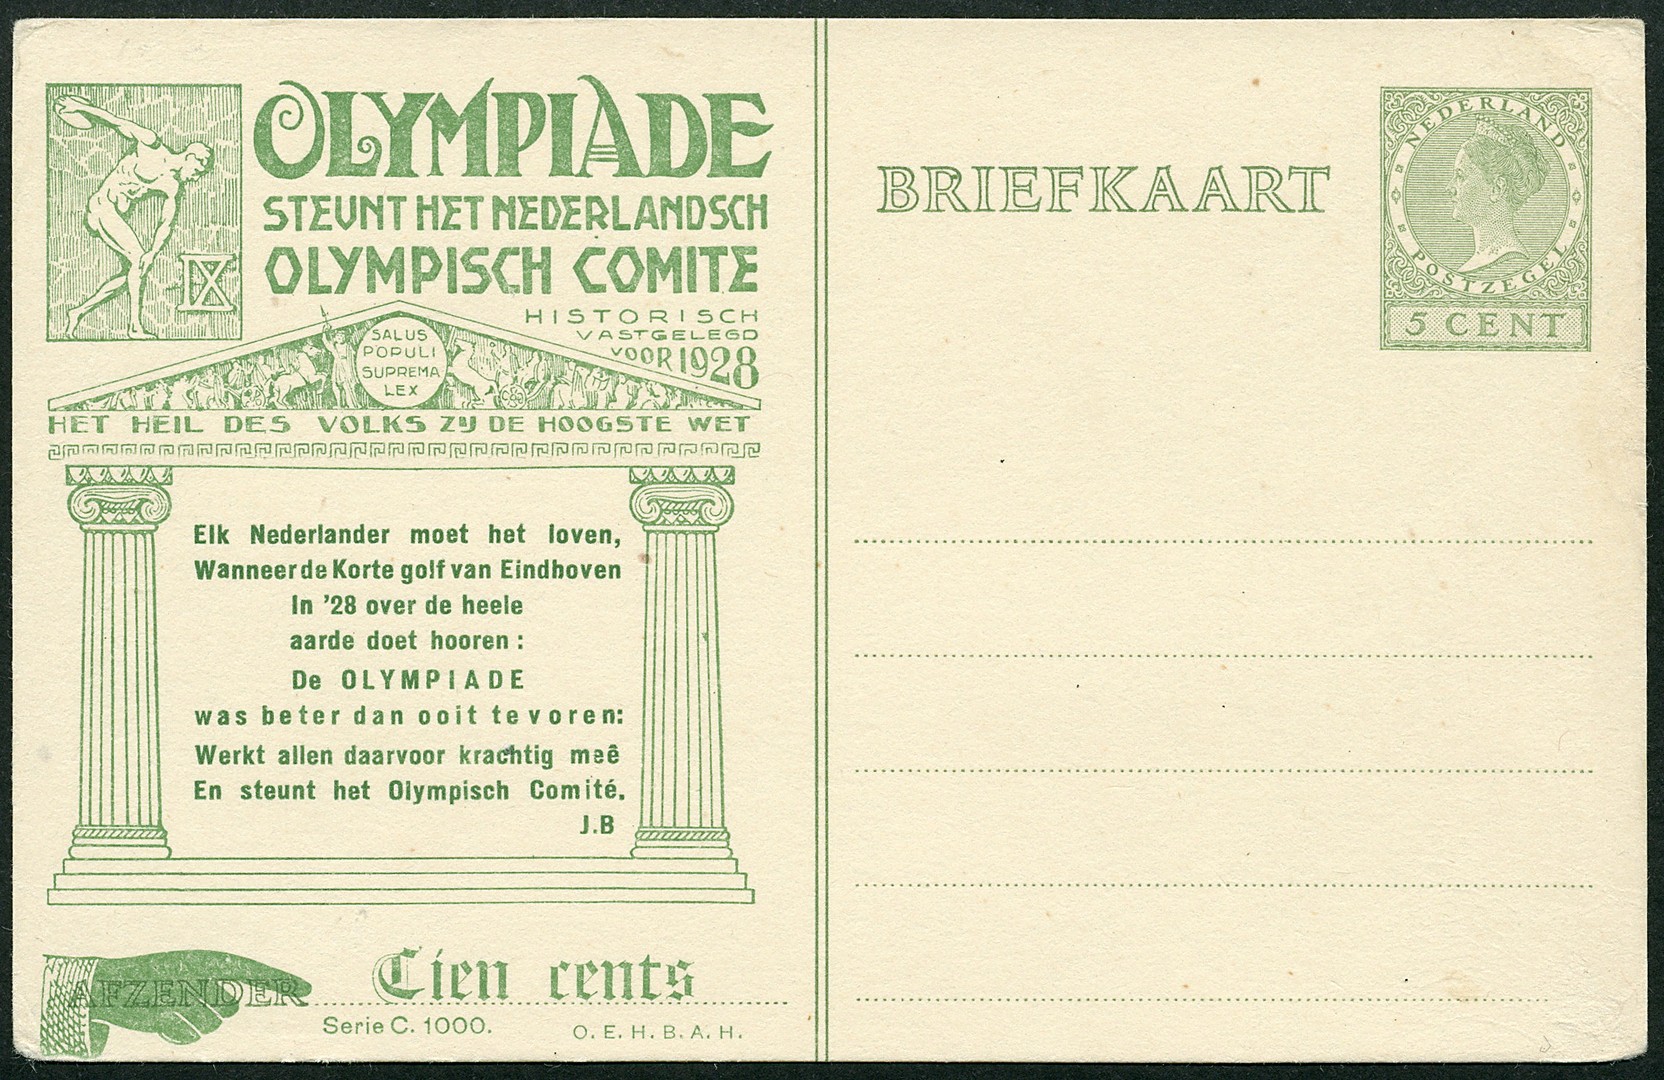 OLYMPIADE
STEUNT HET NEDERLANDSCH
OLYMPISCH COMITE
IX
HISTORISCH
VASTGELEGD
VOOR 1928
SALUS
POPULI
SUPREMA
LEX
HET HEIL DES VOLKS ZIJ DE HOOGSTE WET
Elk Nederlander moet het loven,
Wanneer de Korte golf van Eindhoven
In '28 over de heele
aarde doet hooren :
De OLYMPIADE
was beter dan ooit te voren:
Werkt allen daarvoor krachtig meê
En steunt het Olympisch Comité.
J.B
AFZENDER
Tien cents
Serie C. 1000.
O. E. H. B. A. H.
BRIEFKAART
NEDERLAND
POSTZEGEL
5 CENT